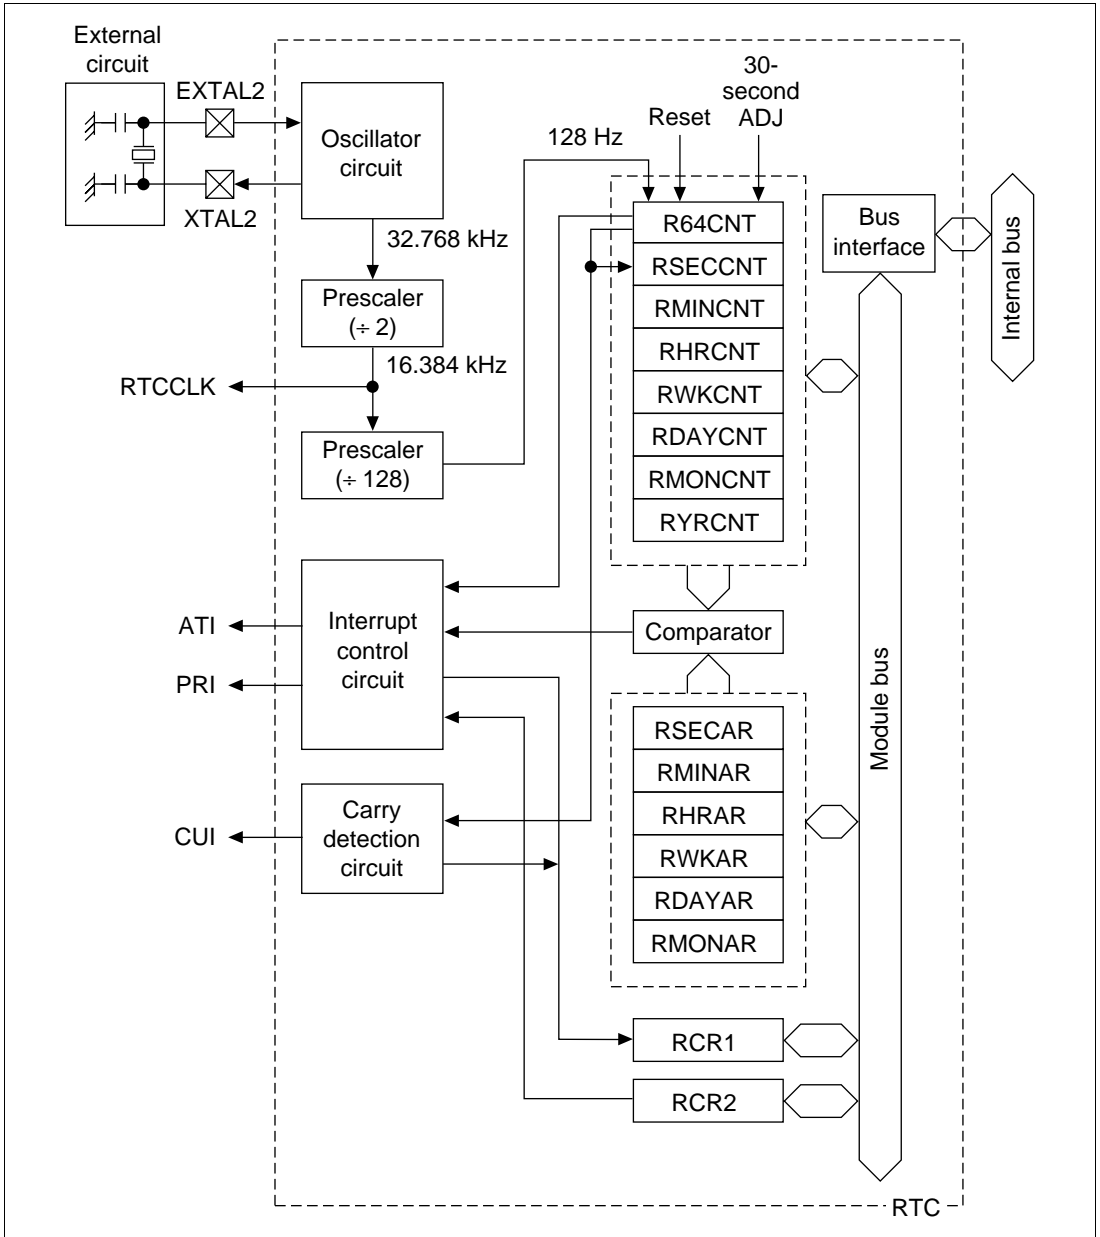 External
circuit
EXTAL2
XTAL2
Oscillator
circuit
32.768 kHz
Prescaler
(÷ 2)
16.384 kHz
RTCCLK
Prescaler
(÷ 128)
128 Hz
Reset
30-
second
ADJ
R64CNT
RSECCNT
RMINCNT
RHRCNT
RWKCNT
RDAYCNT
RMONCNT
RYRCNT
Bus
interface
Internal bus
Module bus
ATI
PRI
Interrupt
control
circuit
Comparator
CUI
Carry
detection
circuit
RSECAR
RMINAR
RHRAR
RWKAR
RDAYAR
RMONAR
RCR1
RCR2
RTC